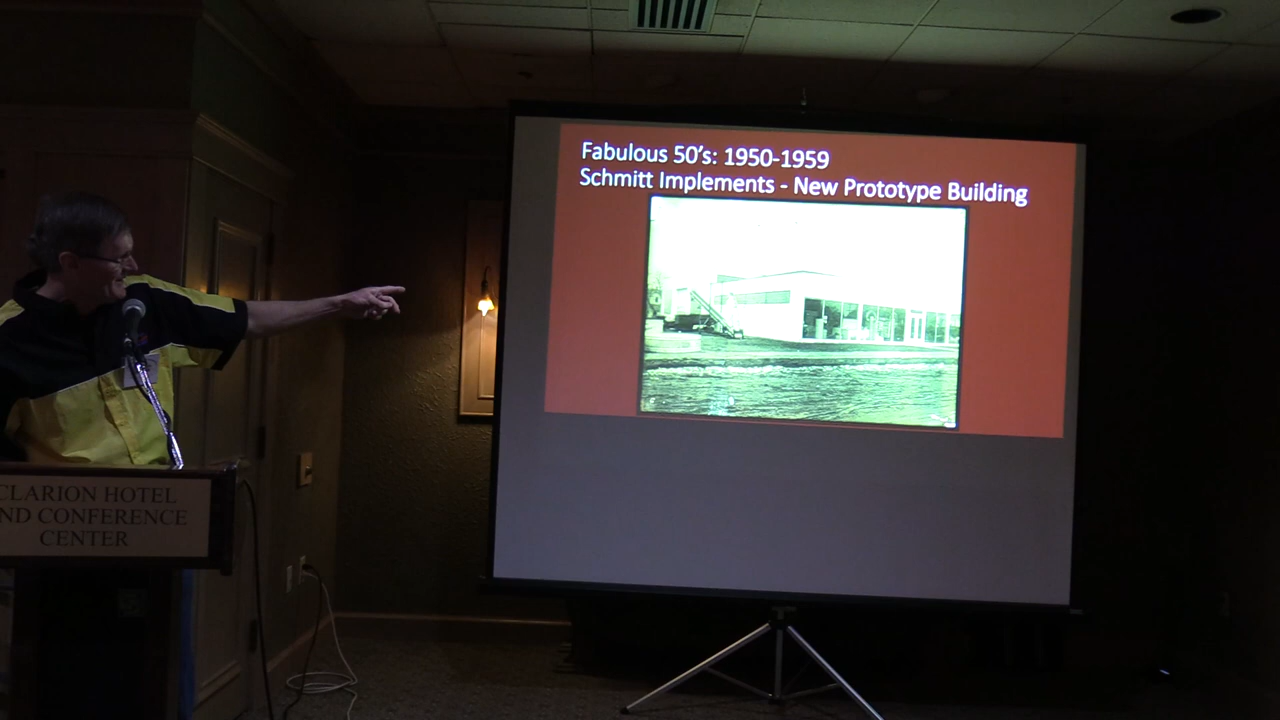 Fabulous 50's: 1950-1959
Schmitt Implements - New Prototype Building
CLARION HOTEL
ND CONFERENCE
CENTER